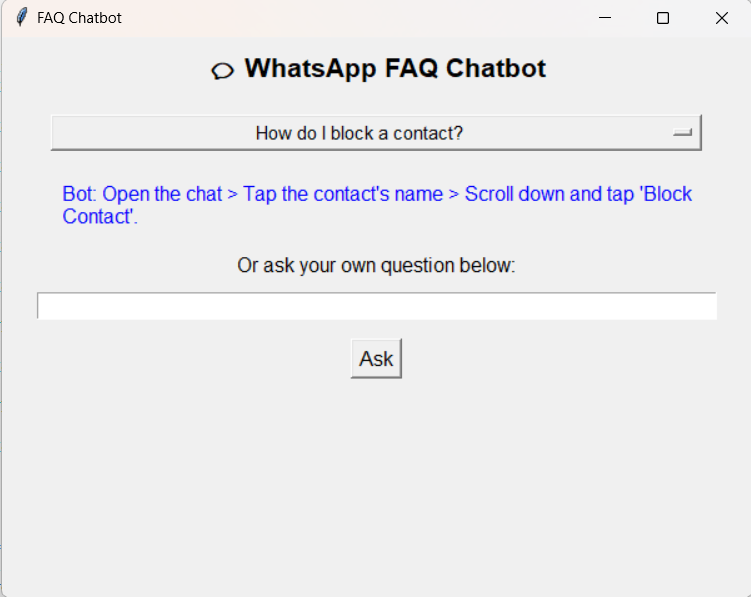 FAQ Chatbot
WhatsApp FAQ Chatbot
How do I block a contact?
Bot: Open the chat > Tap the contact's name > Scroll down and tap 'Block
Contact'.
Or ask your own question below:
Ask